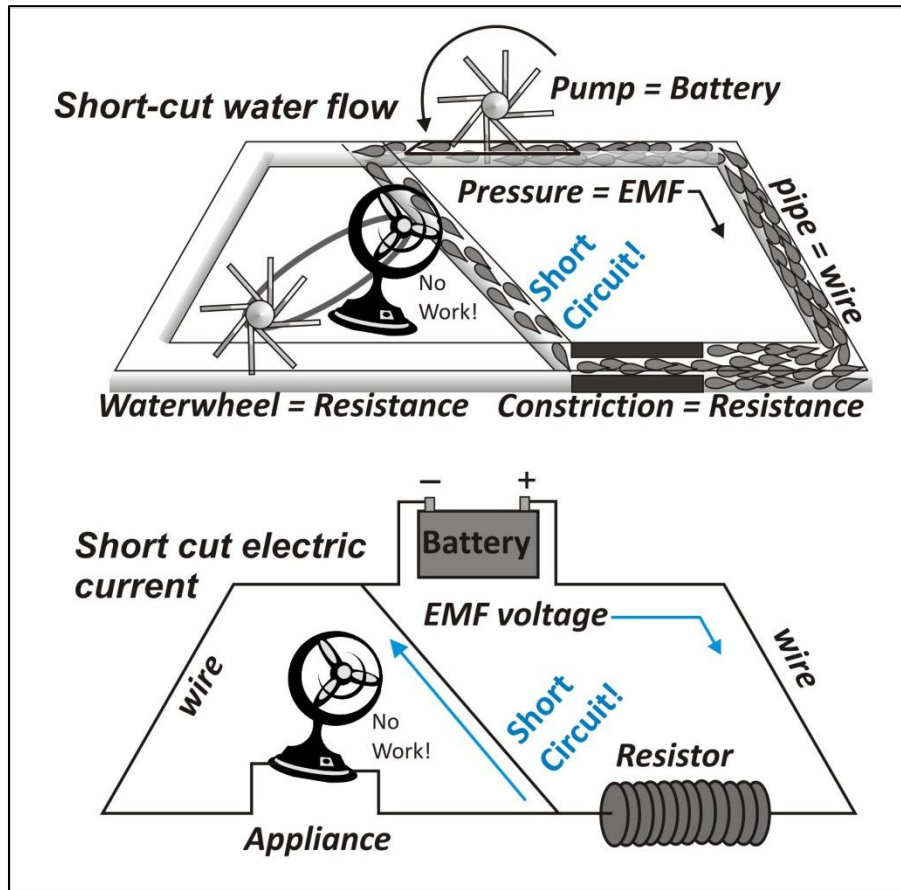 Short-cut water flow
Pump = Battery
Pressure = EMF
pipe = wire
No
Work!
Short
Circuit!
Waterwheel = Resistance
Constriction = Resistance
− +
Battery
Short cut electric
current
EMF voltage
wire
wire
No
Work!
Short
Circuit!
Resistor
Appliance